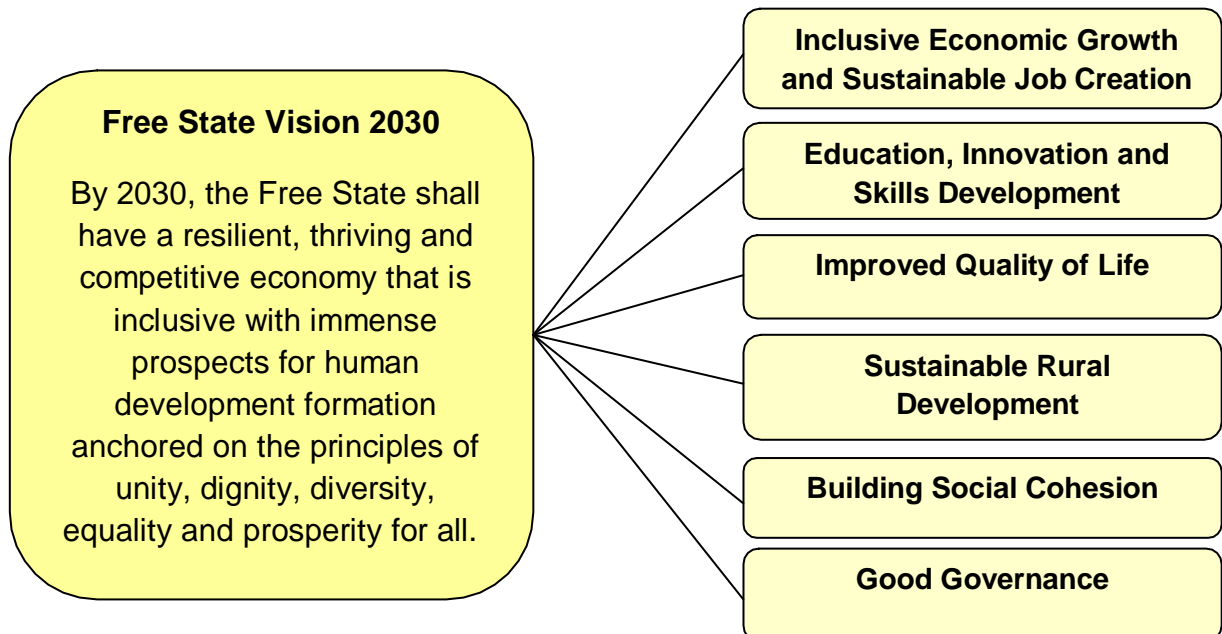 Free State Vision 2030
By 2030, the Free State shall
have a resilient, thriving and
competitive economy that is
inclusive with immense
prospects for human
development formation
anchored on the principles of
unity, dignity, diversity,
equality and prosperity for all.
Inclusive Economic Growth
and Sustainable Job Creation
Education, Innovation and
Skills Development
Improved Quality of Life
Sustainable Rural
Development
Building Social Cohesion
Good Governance